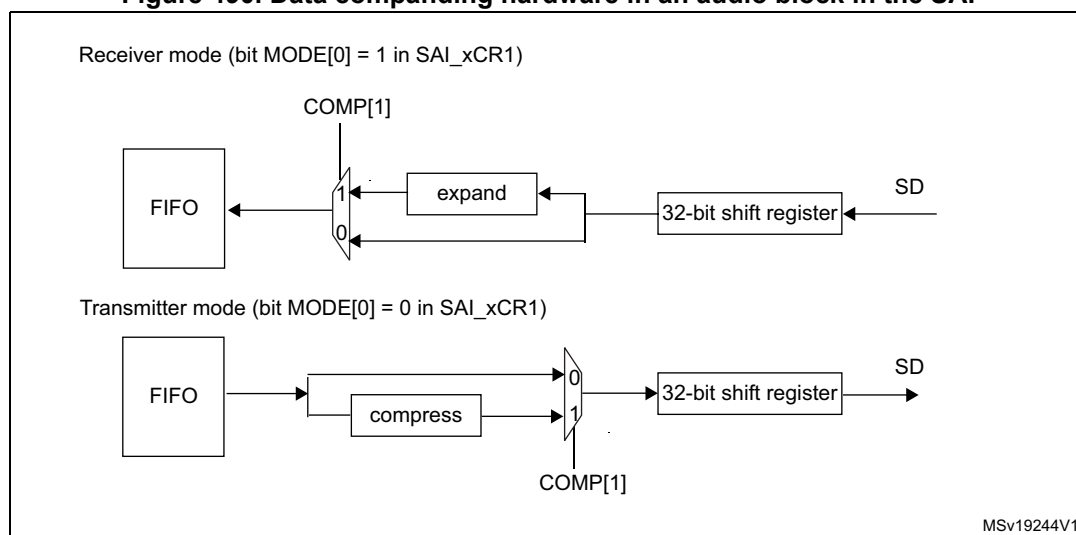 Data companding hardware in an audio block in the SAI
Receiver mode (bit MODE[0] = 1 in SAI_xCR1)
COMP[1]
FIFO
1
0
expand
32-bit shift register
SD
Transmitter mode (bit MODE[0] = 0 in SAI_xCR1)
FIFO
compress
0
1
32-bit shift register
SD
COMP[1]
MSv19244V1